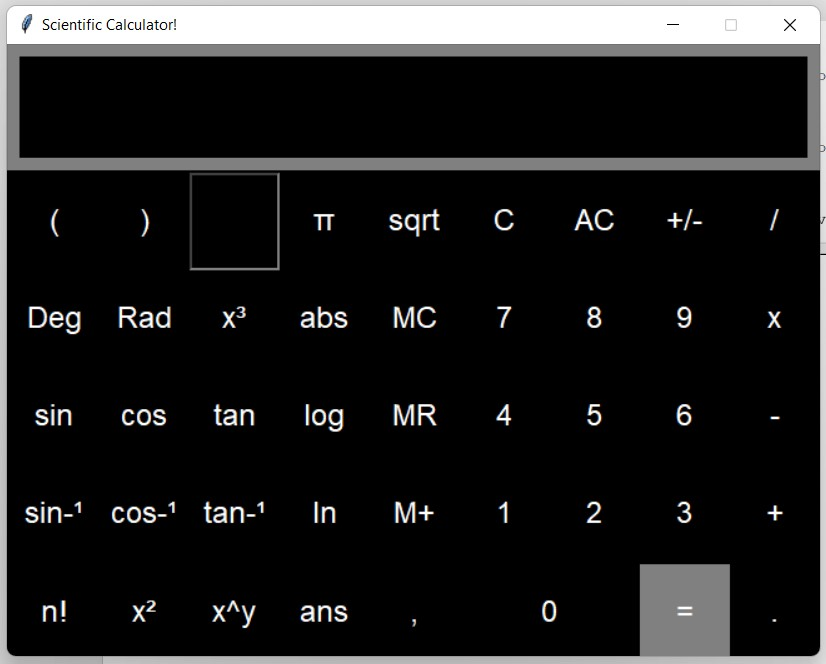 Scientific Calculator!
( ) π sqrt C AC +/- /
Deg Rad x³ abs MC 7 8 9 x
sin cos tan log MR 4 5 6 -
sin-¹ cos-¹ tan-¹ ln M+ 1 2 3 +
n! x² x^y ans , 0 = .